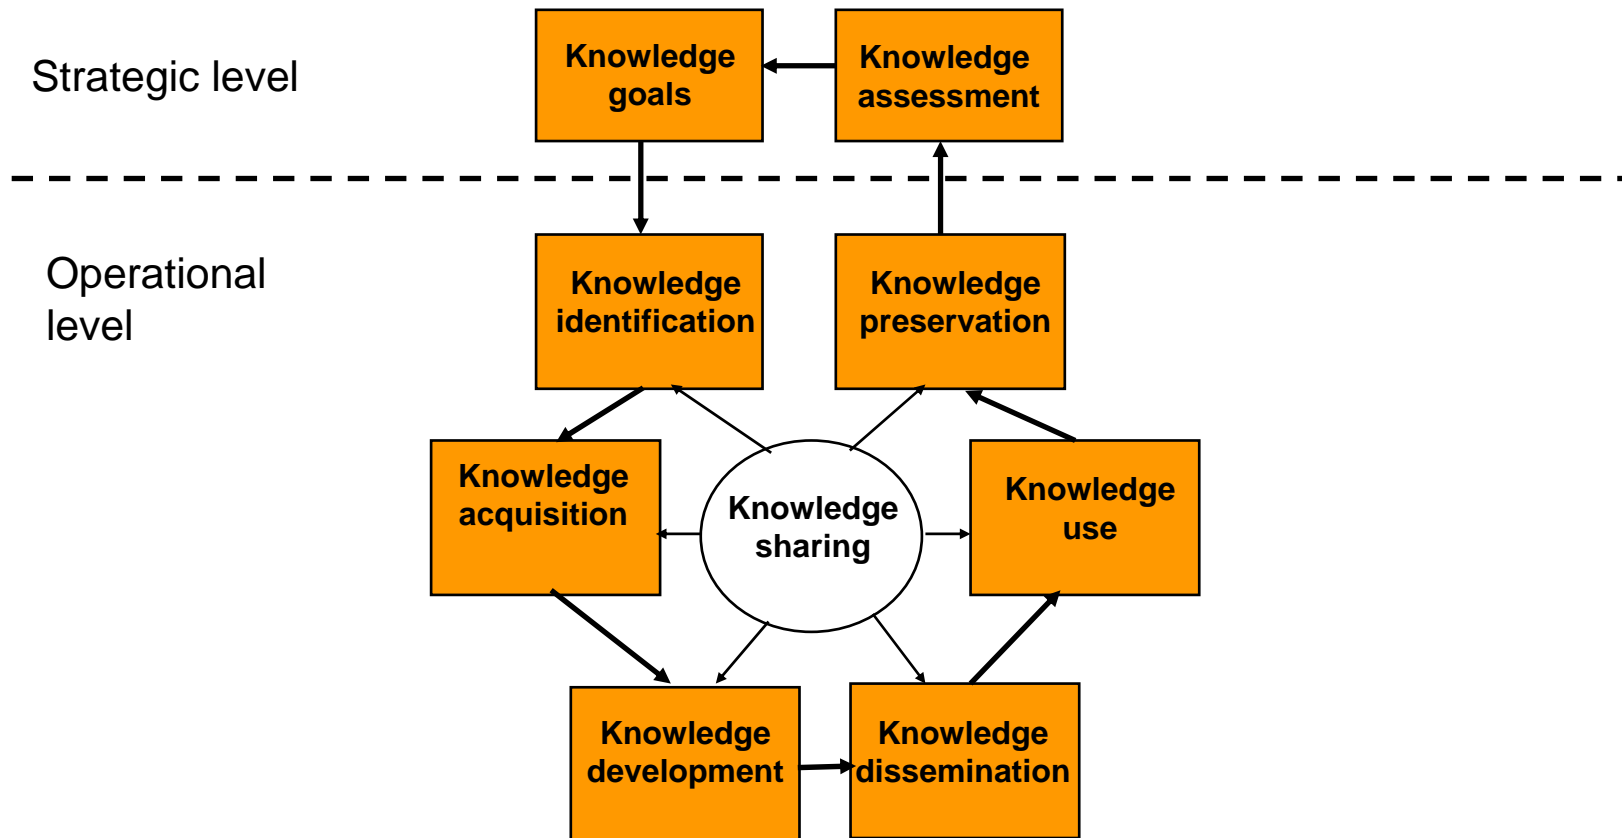 Strategic level
Knowledge
goals
Knowledge
assessment
Operational
level
Knowledge
identification
Knowledge
preservation
Knowledge
acquisition
Knowledge
sharing
Knowledge
use
Knowledge
development
Knowledge
dissemination